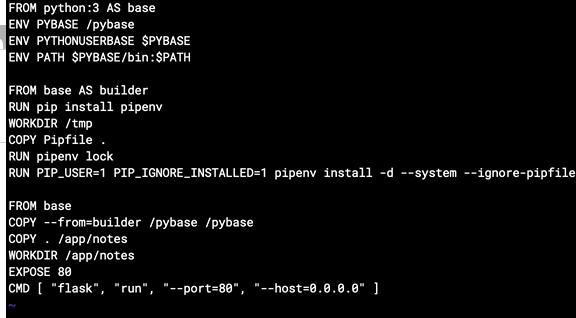 FROM python:3 AS base
ENV PYBASE /pybase
ENV PYTHONUSERBASE $PYBASE
ENV PATH $PYBASE/bin:$PATH
FROM base AS builder
RUN pip install pipenv
WORKDIR /tmp
COPY Pipfile .
RUN pipenv lock
RUN PIP_USER=1 PIP_IGNORE_INSTALLED=1 pipenv install -d --system --ignore-pipfile
FROM base
COPY --from=builder /pybase /pybase
COPY . /app/notes
WORKDIR /app/notes
EXPOSE 80
CMD [ "flask", "run", "--port=80", "--host=0.0.0.0" ]
~